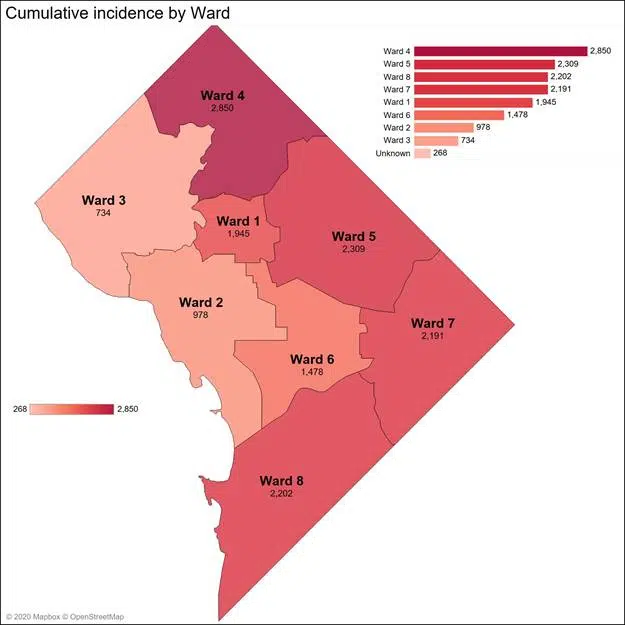 Cumulative incidence by Ward
Ward 4 2,850
Ward 5 2,309
Ward 8 2,202
Ward 7 2,191
Ward 1 1,945
Ward 6 1,478
Ward 2 978
Ward 3 734
Unknown 268
Ward 4
2,850
Ward 3
734
Ward 1
1,945
Ward 5
2,309
Ward 2
978
Ward 7
2,191
Ward 6
1,478
268 2,850
Ward 8
2,202
© 2020 Mapbox © OpenStreetMap